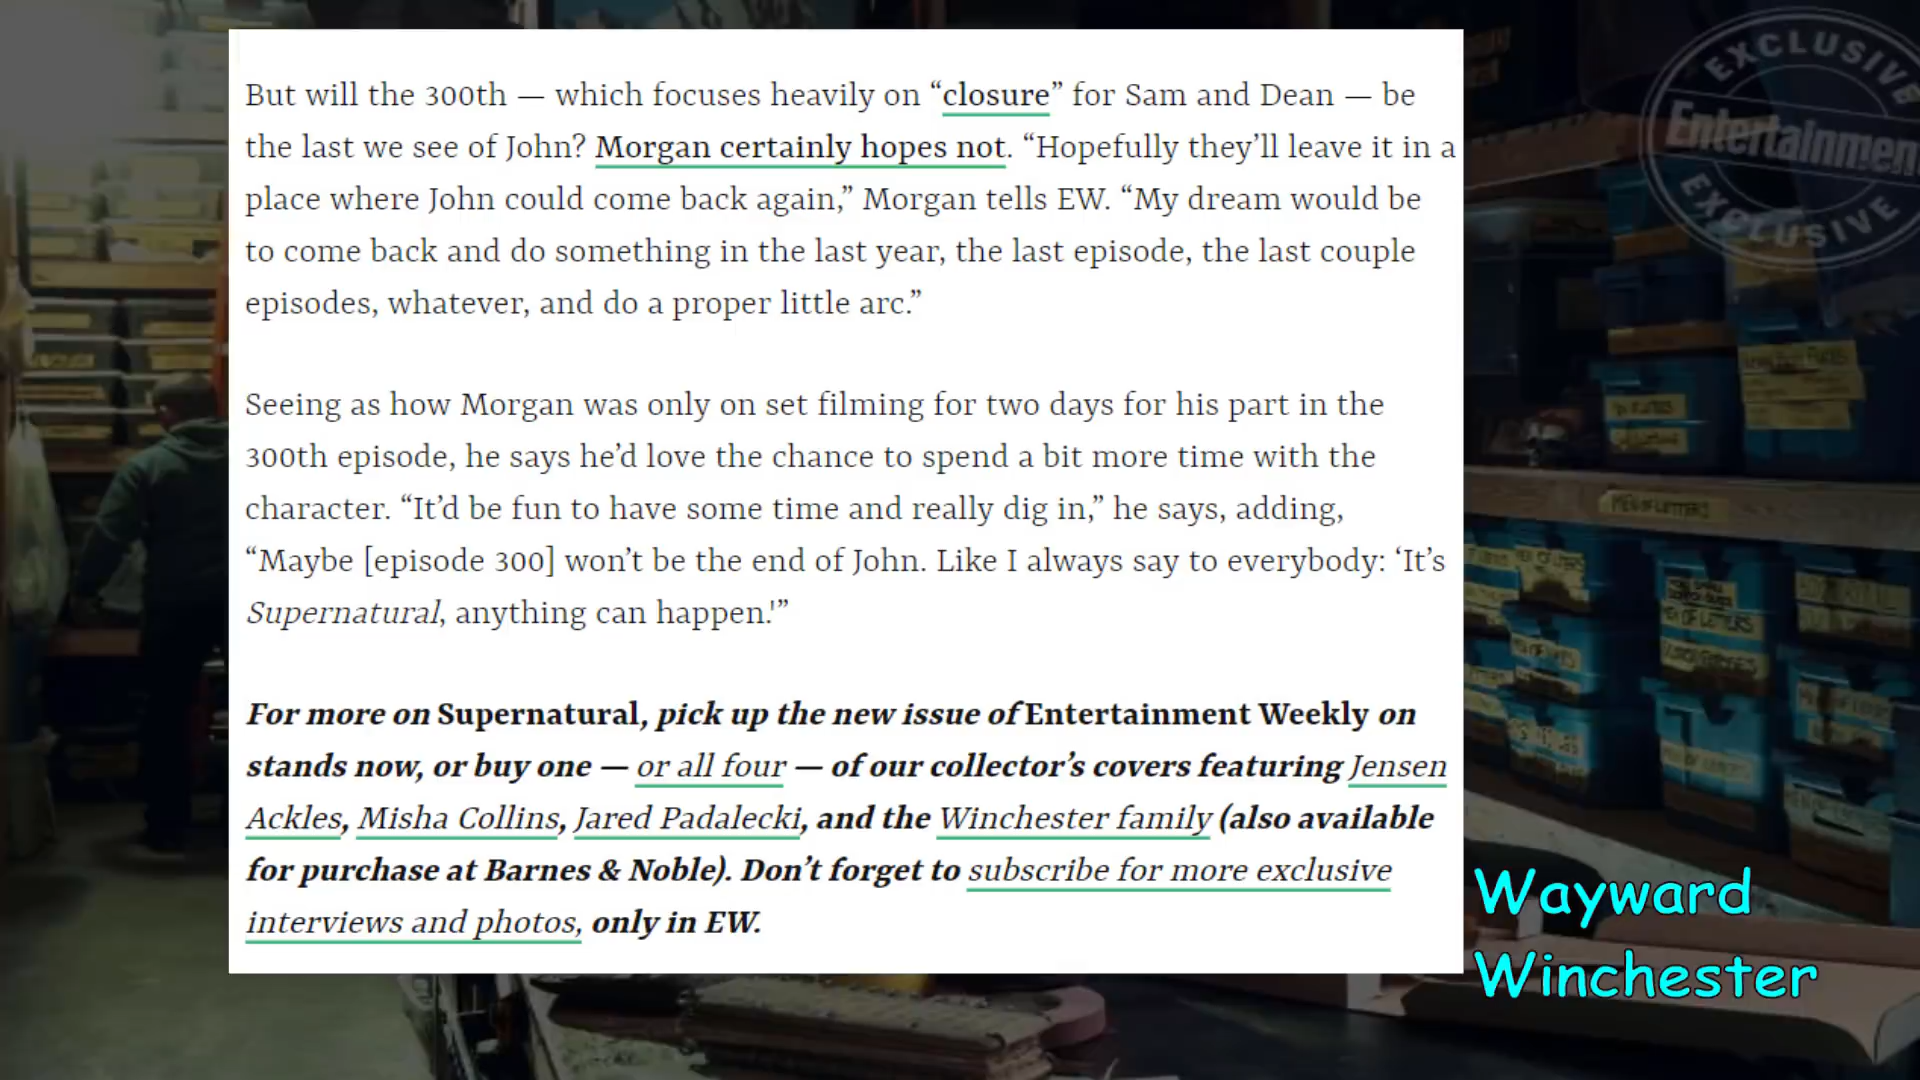 But will the 300th — which focuses heavily on “closure” for Sam and Dean — be
the last we see of John? Morgan certainly hopes not. “Hopefully they’ll leave it in a
place where John could come back again,” Morgan tells EW. “My dream would be
to come back and do something in the last year, the last episode, the last couple
episodes, whatever, and do a proper little arc.”
Seeing as how Morgan was only on set filming for two days for his part in the
300th episode, he says he’d love the chance to spend a bit more time with the
character. “It’d be fun to have some time and really dig in,” he says, adding,
“Maybe [episode 300] won’t be the end of John. Like I always say to everybody: ‘It’s
Supernatural, anything can happen.'”
For more on Supernatural, pick up the new issue of Entertainment Weekly on
stands now, or buy one — or all four — of our collector’s covers featuring Jensen
Ackles, Misha Collins, Jared Padalecki, and the Winchester family (also available
for purchase at Barnes & Noble). Don’t forget to subscribe for more exclusive
interviews and photos, only in EW.
EXCLUSIVE
Entertainmen
EXCLUSIVE
MEN OF LETTERS
MEN OF LETTERS
Wayward
Winchester